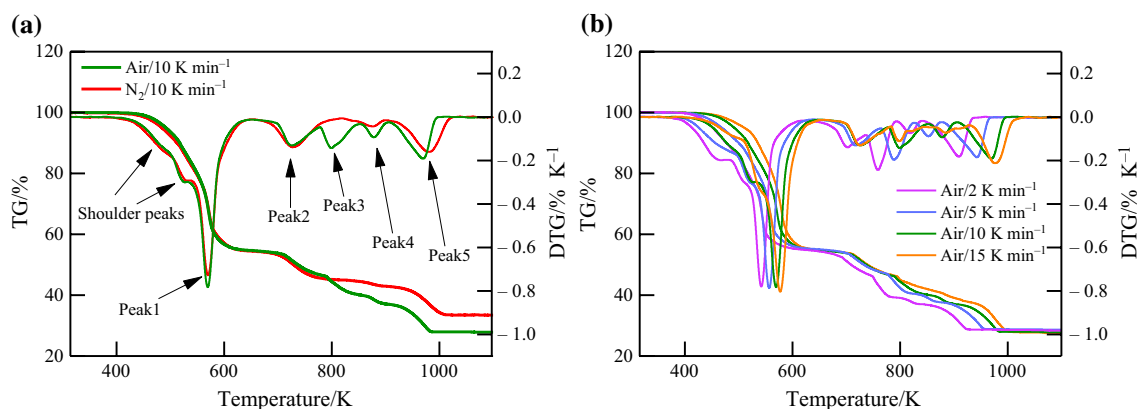 (a)
120
100
80
60
40
20
TG/%
400
600
800
1000
Temperature/K
0.2
0.1
0.0
– 0.2
– 0.4
– 0.6
– 0.8
– 1.0
DTG/% K⁻¹
Air/10 K min⁻¹
N₂/10 K min⁻¹
Shoulder peaks
Peak1
Peak2
Peak3
Peak4
Peak5
(b)
120
100
80
60
40
20
TG/%
400
600
800
1000
Temperature/K
0.2
0.0
– 0.2
– 0.4
– 0.6
– 0.8
– 1.0
DTG/% K⁻¹
Air/2 K min⁻¹
Air/5 K min⁻¹
Air/10 K min⁻¹
Air/15 K min⁻¹